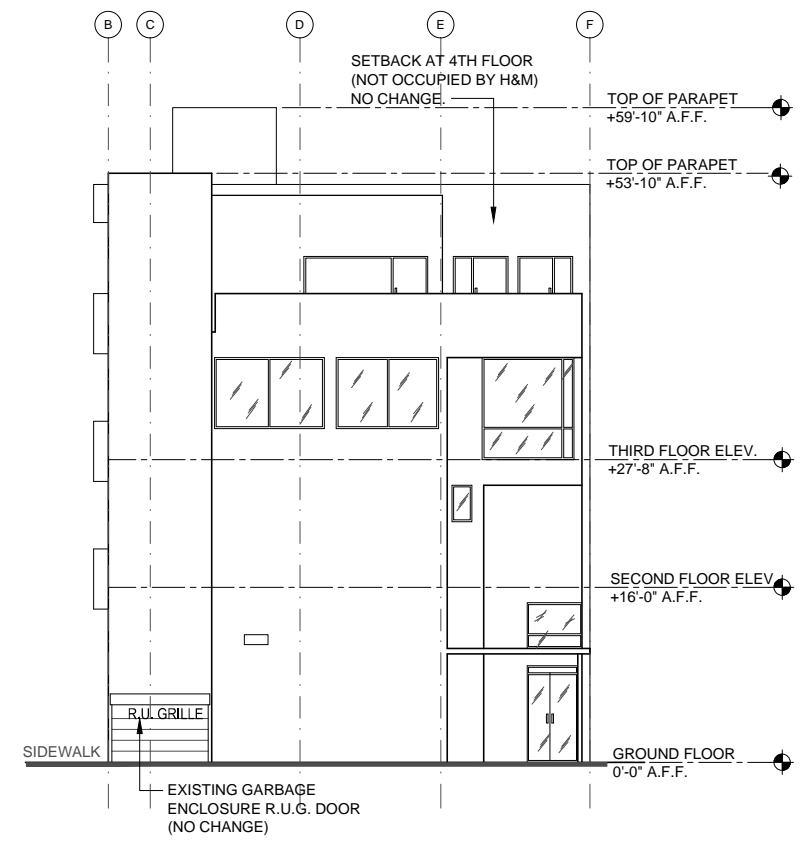 B
C
D
E
F
SETBACK AT 4TH FLOOR
(NOT OCCUPIED BY H&M)
NO CHANGE.
TOP OF PARAPET
+59'-10" A.F.F.
TOP OF PARAPET
+53'-10" A.F.F.
THIRD FLOOR ELEV.
+27'-8" A.F.F.
SECOND FLOOR ELEV
+16'-0" A.F.F.
R.U. GRILLE
SIDEWALK
GROUND FLOOR
0'-0" A.F.F.
EXISTING GARBAGE
ENCLOSURE R.U.G. DOOR
(NO CHANGE)